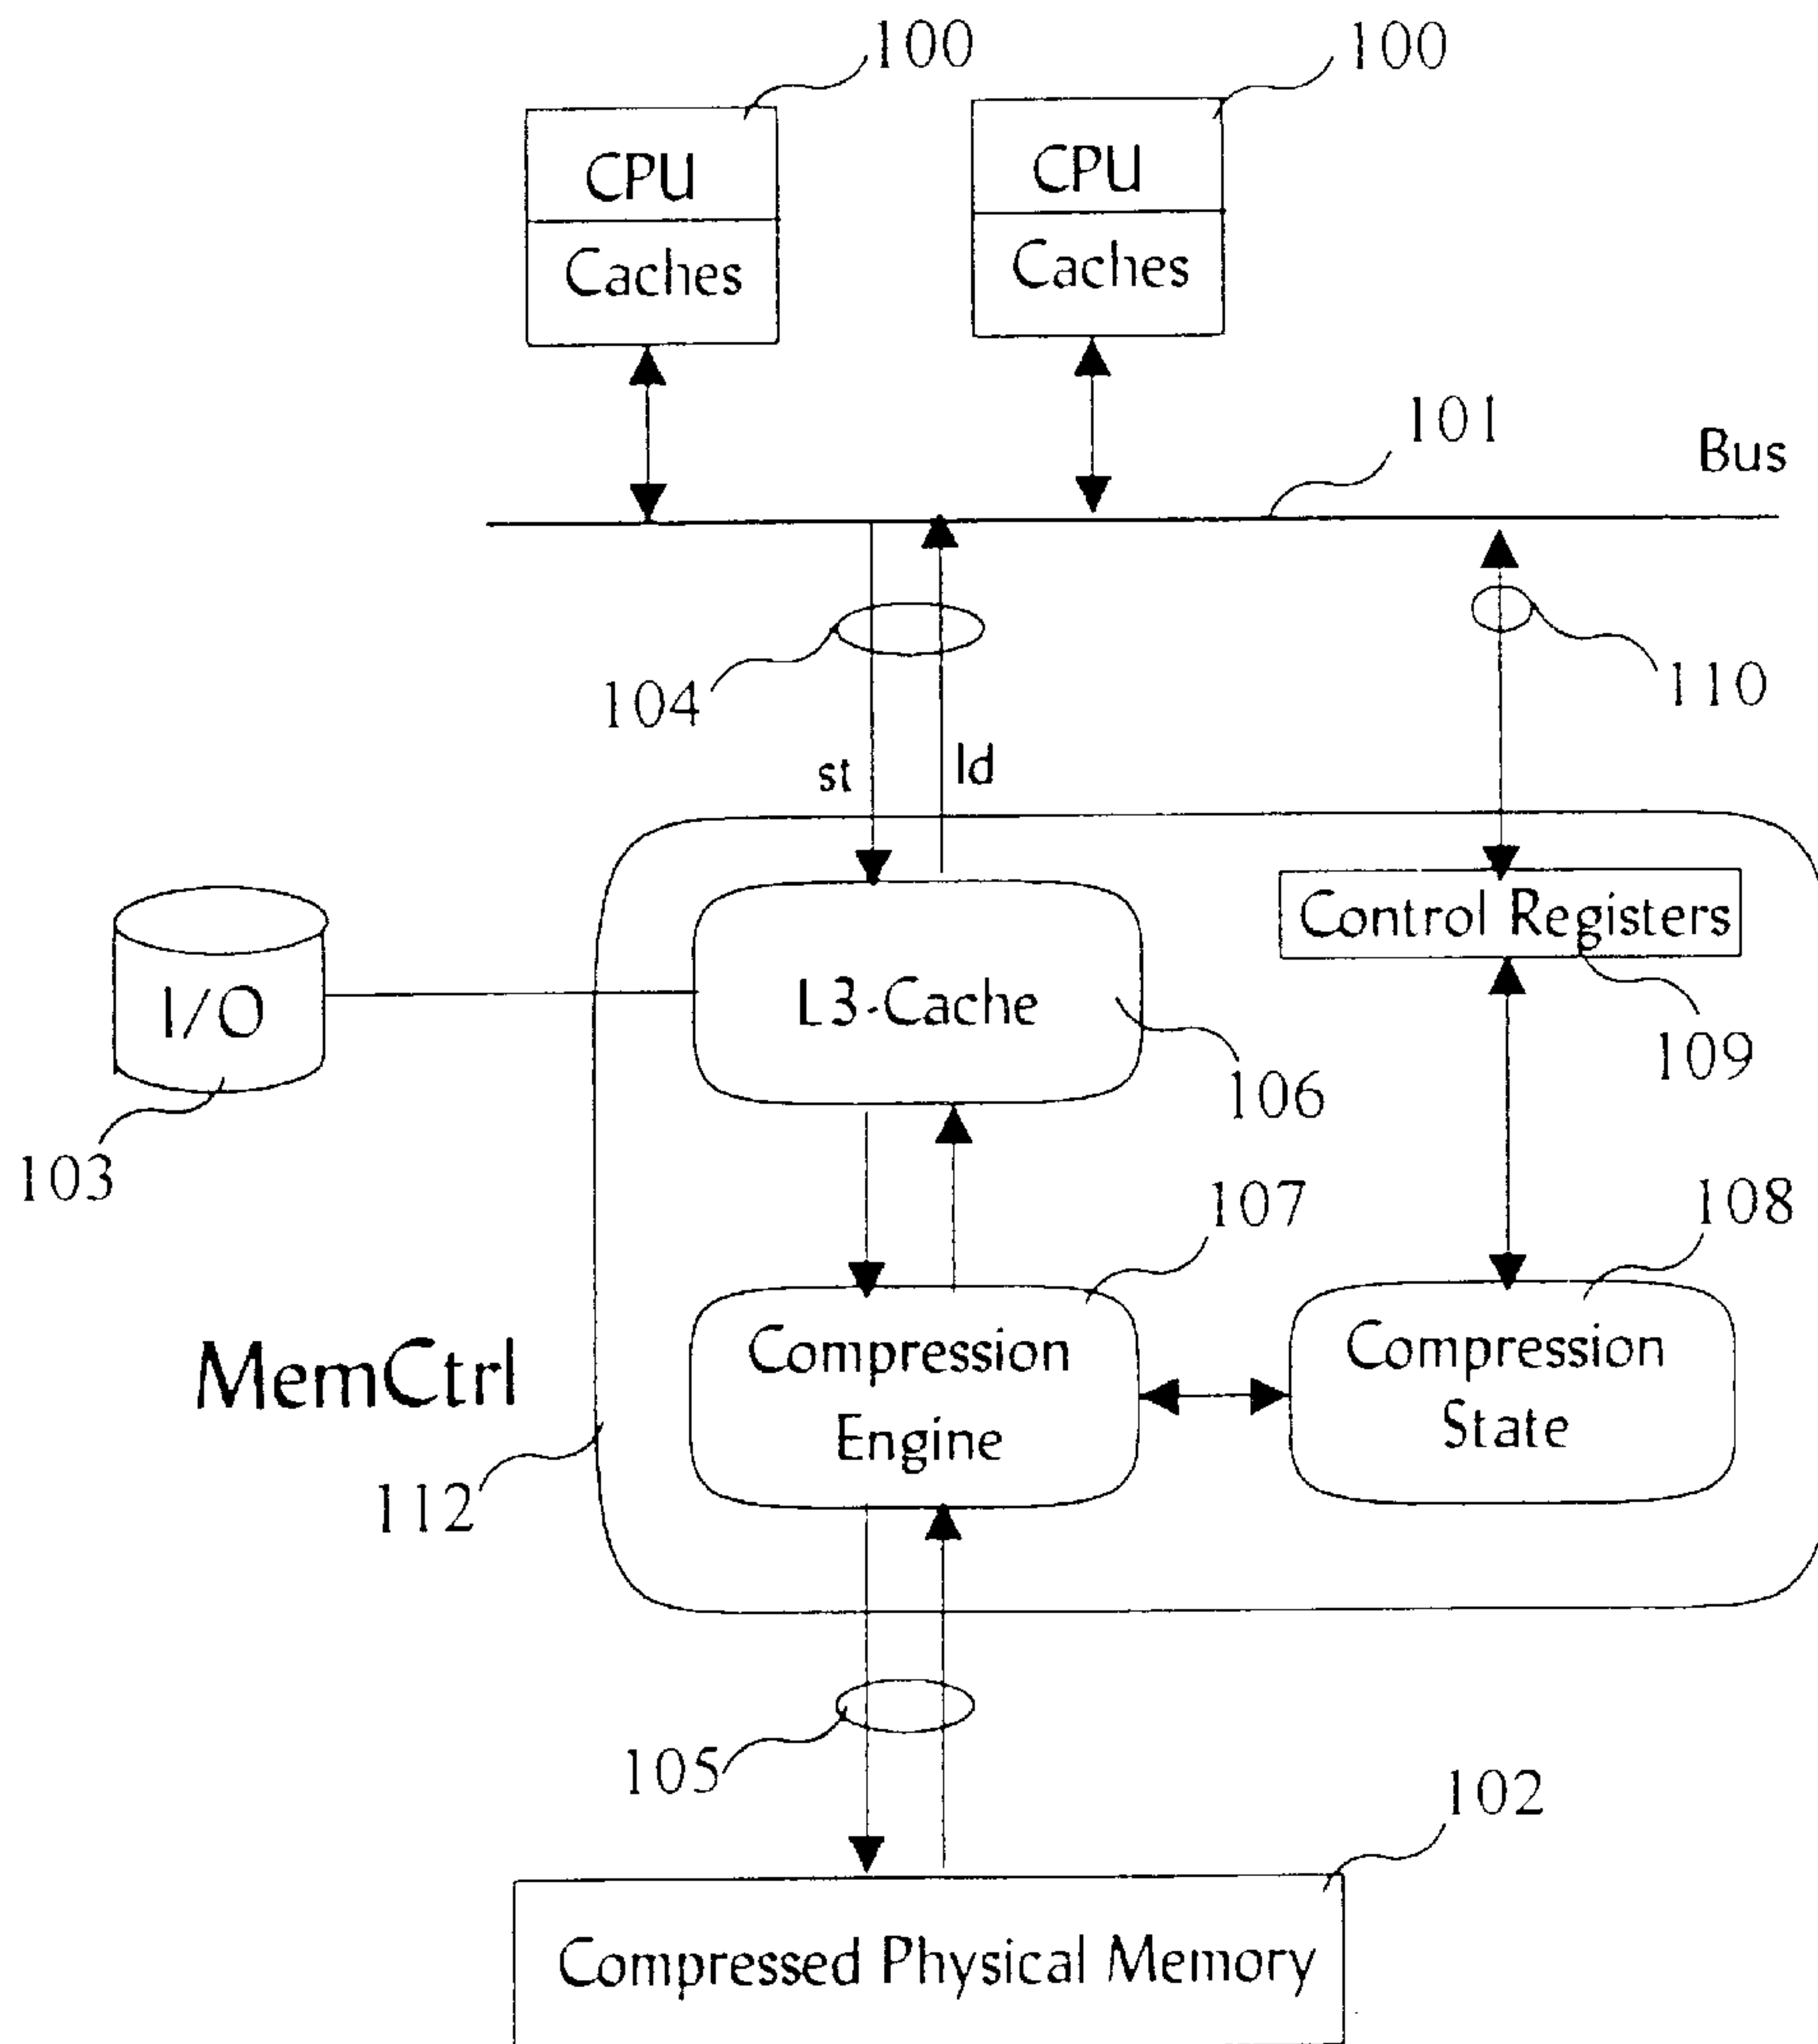 100
100
CPU
CPU
Caches
Caches
101
Bus
104
110
st
ld
Control Registers
I/O
L3-Cache
109
106
103
107
108
Compression
Engine
Compression
State
MemCtrl
112
105
102
Compressed Physical Memory